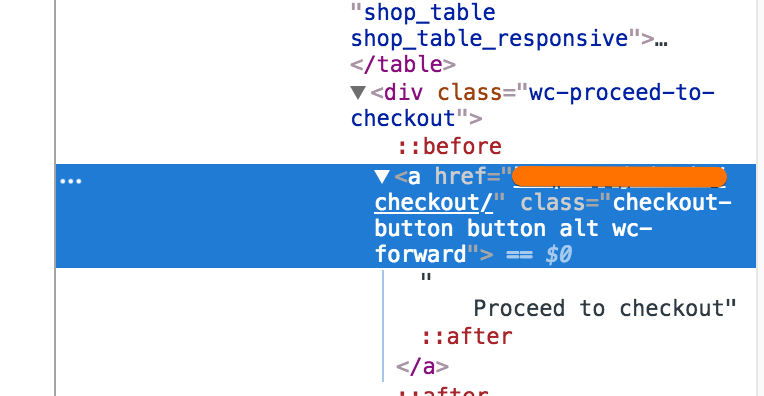 "shop_table
shop_table_responsive">…
</table>
▼<div class="wc-proceed-to-
checkout">
::before
… ▼<a href="
checkout/" class="checkout-
button button alt wc-
forward"> == $0
"
Proceed to checkout"
::after
</a>
::after